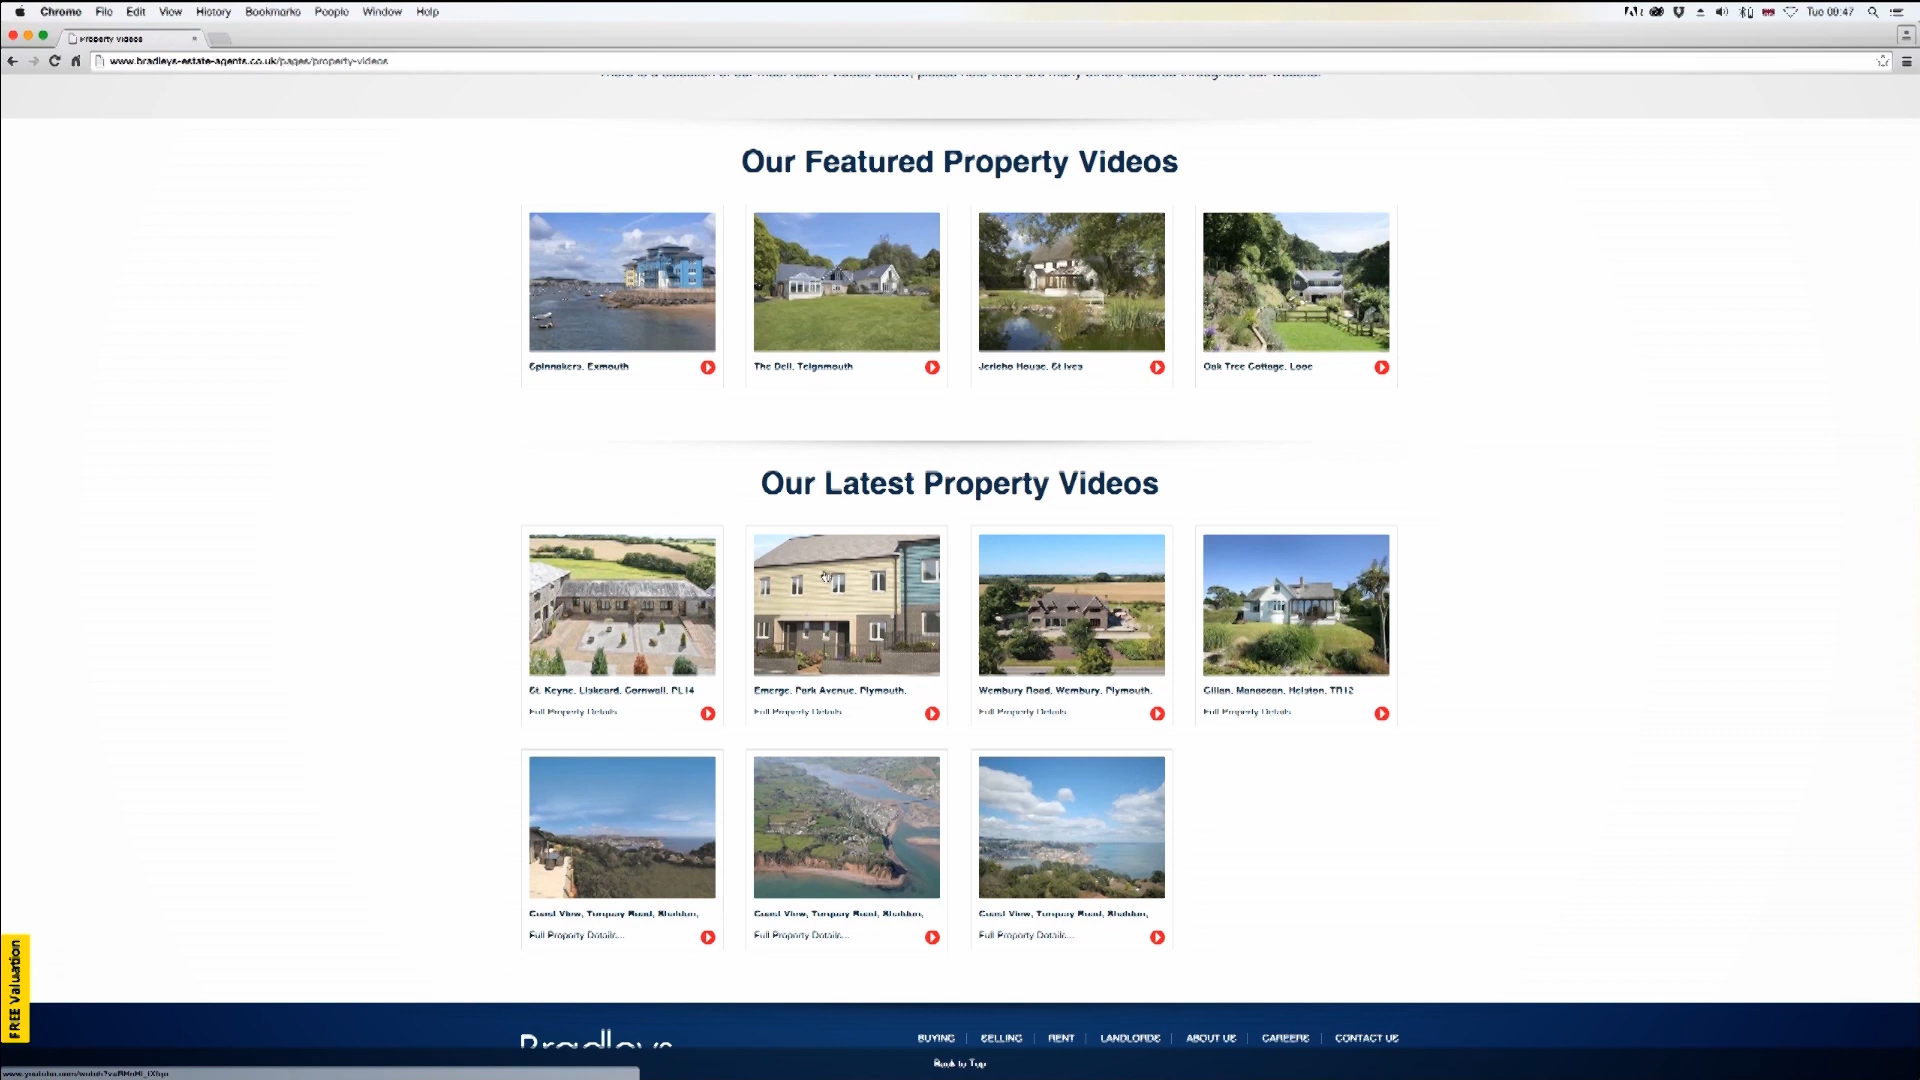 Chrome File Edit View History Bookmarks People Window Help
Tue 00:47
Property Videos
www.bradleys-estate-agents.co.uk/pages/property-videos
Our Featured Property Videos
Spinnakers, Exmouth
The Dell, Teignmouth
Jericho House, St Ives
Oak Tree Cottage, Looe
Our Latest Property Videos
St. Keyne, Liskeard, Cornwall, PL14
Full Property Details
Emerge, Park Avenue, Plymouth,
Full Property Details
Wembury Road, Wembury, Plymouth,
Full Property Details
Gillan, Manaccan, Helston, TR12
Full Property Details
Coast View, Torquay Road, Shaldon,
Full Property Details...
Coast View, Torquay Road, Shaldon,
Full Property Details...
Coast View, Torquay Road, Shaldon,
Full Property Details...
FREE Valuation
Bradleys
BUYING SELLING RENT LANDLORDS ABOUT US CAREERS CONTACT US
Back to Top